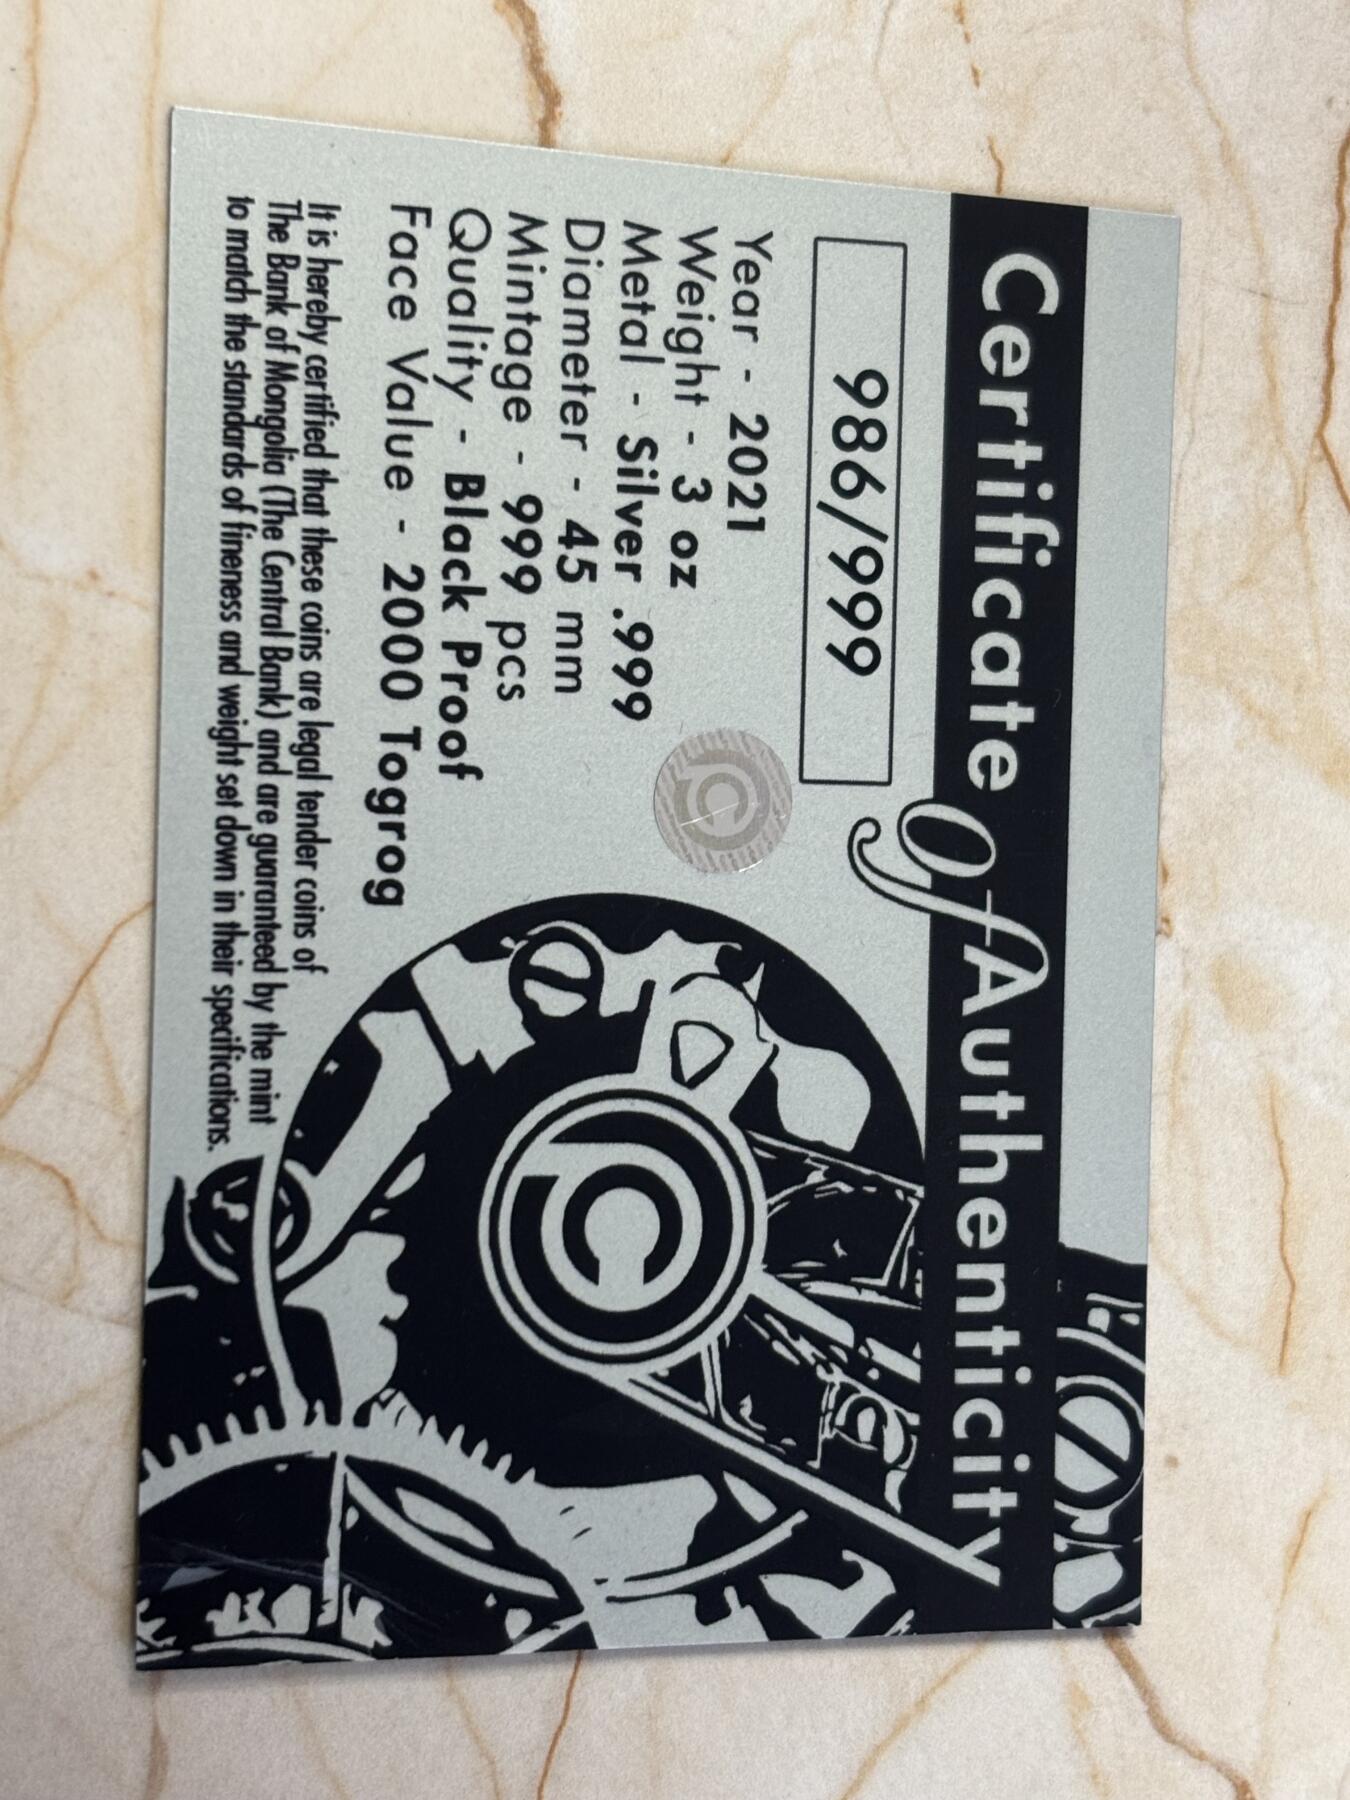 Certificate of Authenticity
986/999
Year - 2021
Weight - 3 oz
Metal - Silver .999
Diameter - 45 mm
Mintage - 999 pcs
Quality - Black Proof
Face Value - 2000 Togrog
It is hereby certified that these coins are legal tender coins of
The Bank of Mongolia (The Central Bank) and are guaranteed by the mint
to match the standards of fineness and weight set down in their specifications.